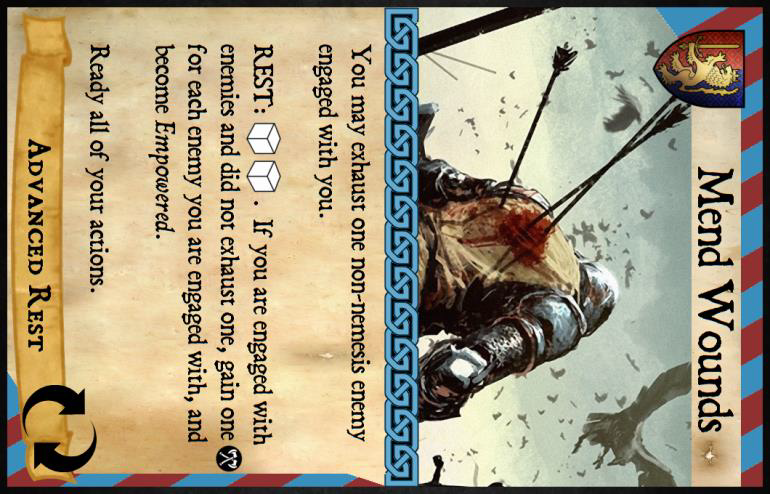 Mend Wounds
You may exhaust one non-nemesis enemy
engaged with you.
REST: . If you are engaged with
enemies and did not exhaust one, gain one
for each enemy you are engaged with, and
become Empowered.
Ready all of your actions.
ADVANCED REST